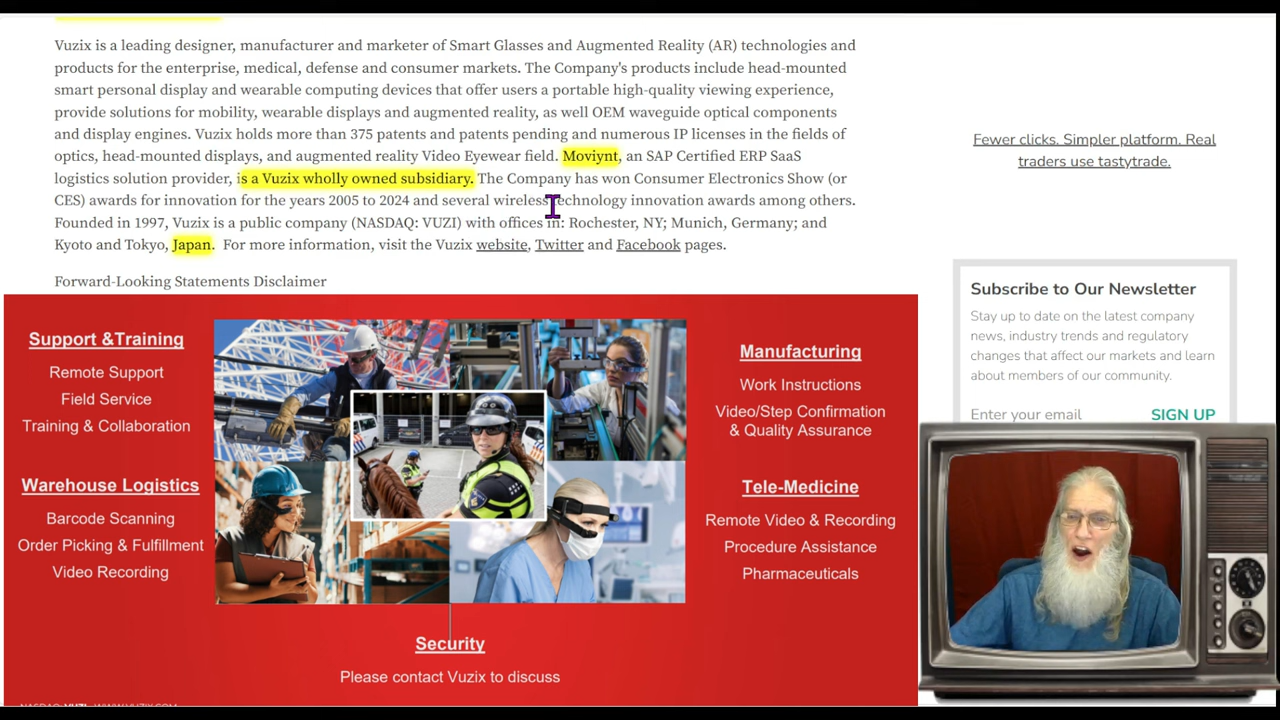 Vuzix is a leading designer, manufacturer and marketer of Smart Glasses and Augmented Reality (AR) technologies and
products for the enterprise, medical, defense and consumer markets. The Company's products include head-mounted
smart personal display and wearable computing devices that offer users a portable high-quality viewing experience,
provide solutions for mobility, wearable displays and augmented reality, as well OEM waveguide optical components
and display engines. Vuzix holds more than 375 patents and patents pending and numerous IP licenses in the fields of
optics, head-mounted displays, and augmented reality Video Eyewear field. Moviynt, an SAP Certified ERP SaaS
logistics solution provider, is a Vuzix wholly owned subsidiary. The Company has won Consumer Electronics Show (or
CES) awards for innovation for the years 2005 to 2024 and several wireless technology innovation awards among others.
Founded in 1997, Vuzix is a public company (NASDAQ: VUZI) with offices in: Rochester, NY; Munich, Germany; and
Kyoto and Tokyo, Japan. For more information, visit the Vuzix website, Twitter and Facebook pages.
Forward-Looking Statements Disclaimer
Fewer clicks. Simpler platform. Real
traders use tastytrade.
Subscribe to Our Newsletter
Stay up to date on the latest company
news, industry trends and regulatory
changes that affect our markets and learn
about members of our community.
Enter your email SIGN UP
Support &Training
Remote Support
Field Service
Training & Collaboration
Warehouse Logistics
Barcode Scanning
Order Picking & Fulfillment
Video Recording
Manufacturing
Work Instructions
Video/Step Confirmation
& Quality Assurance
Tele-Medicine
Remote Video & Recording
Procedure Assistance
Pharmaceuticals
Security
Please contact Vuzix to discuss
NASDAQ: VUZI WWW.VUZIX.COM